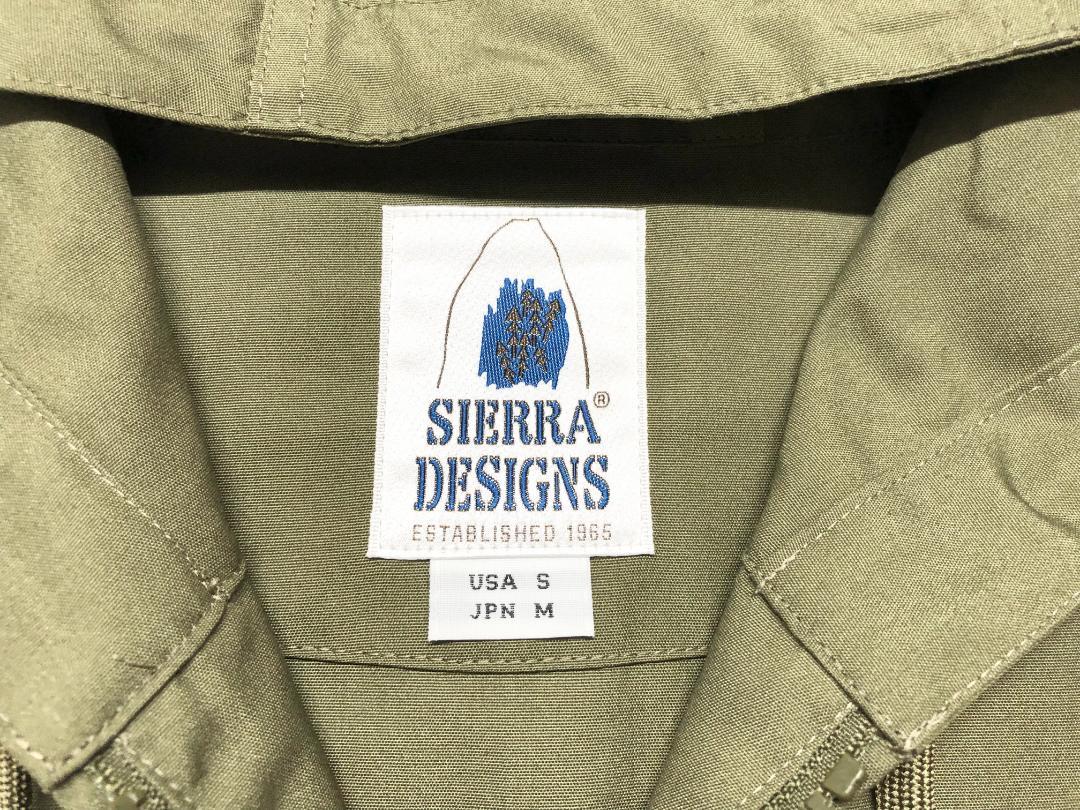 SIERRA®
DESIGNS
ESTABLISHED 1965
USA S
JPN M